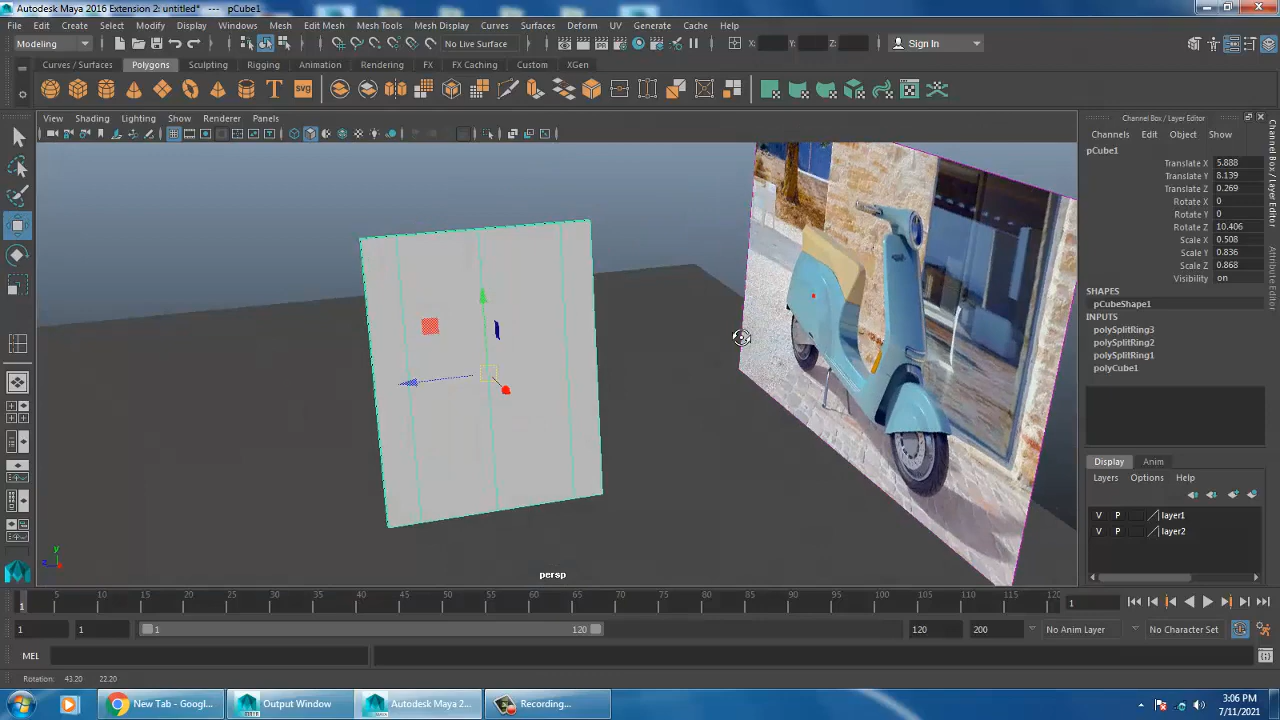 Autodesk Maya 2016 Extension 2: untitled* --- pCube1
File Edit Create Select Modify Display Windows Mesh Edit Mesh Mesh Tools Mesh Display Curves Surfaces Deform UV Generate Cache Help
Modeling No Live Surface X: Y: Z: Sign In
Curves / Surfaces Polygons Sculpting Rigging Animation Rendering FX FX Caching Custom XGen
T svg
View Shading Lighting Show Renderer Panels
Channel Box / Layer Editor
Channels Edit Object Show
pCube1
Translate X 5.888
Translate Y 8.139
Translate Z 0.269
Rotate X 0
Rotate Y 0
Rotate Z 10.406
Scale X 0.508
Scale Y 0.836
Scale Z 0.868
Visibility on
SHAPES
pCubeShape1
INPUTS
polySplitRing3
polySplitRing2
polySplitRing1
polyCube1
Channel Box / Layer Editor
Attribute Editor
Display Anim
Layers Options Help
V P layer1
V P layer2
y
z
persp
1 5 10 15 20 25 30 35 40 45 50 55 60 65 70 75 80 85 90 95 100 105 110 115 120
1
1 1 1 120 120 200 No Anim Layer No Character Set
MEL
Rotation: 43.20 22.20
New Tab - Googl... Output Window Autodesk Maya 2... Recording...
3:06 PM
7/11/2021